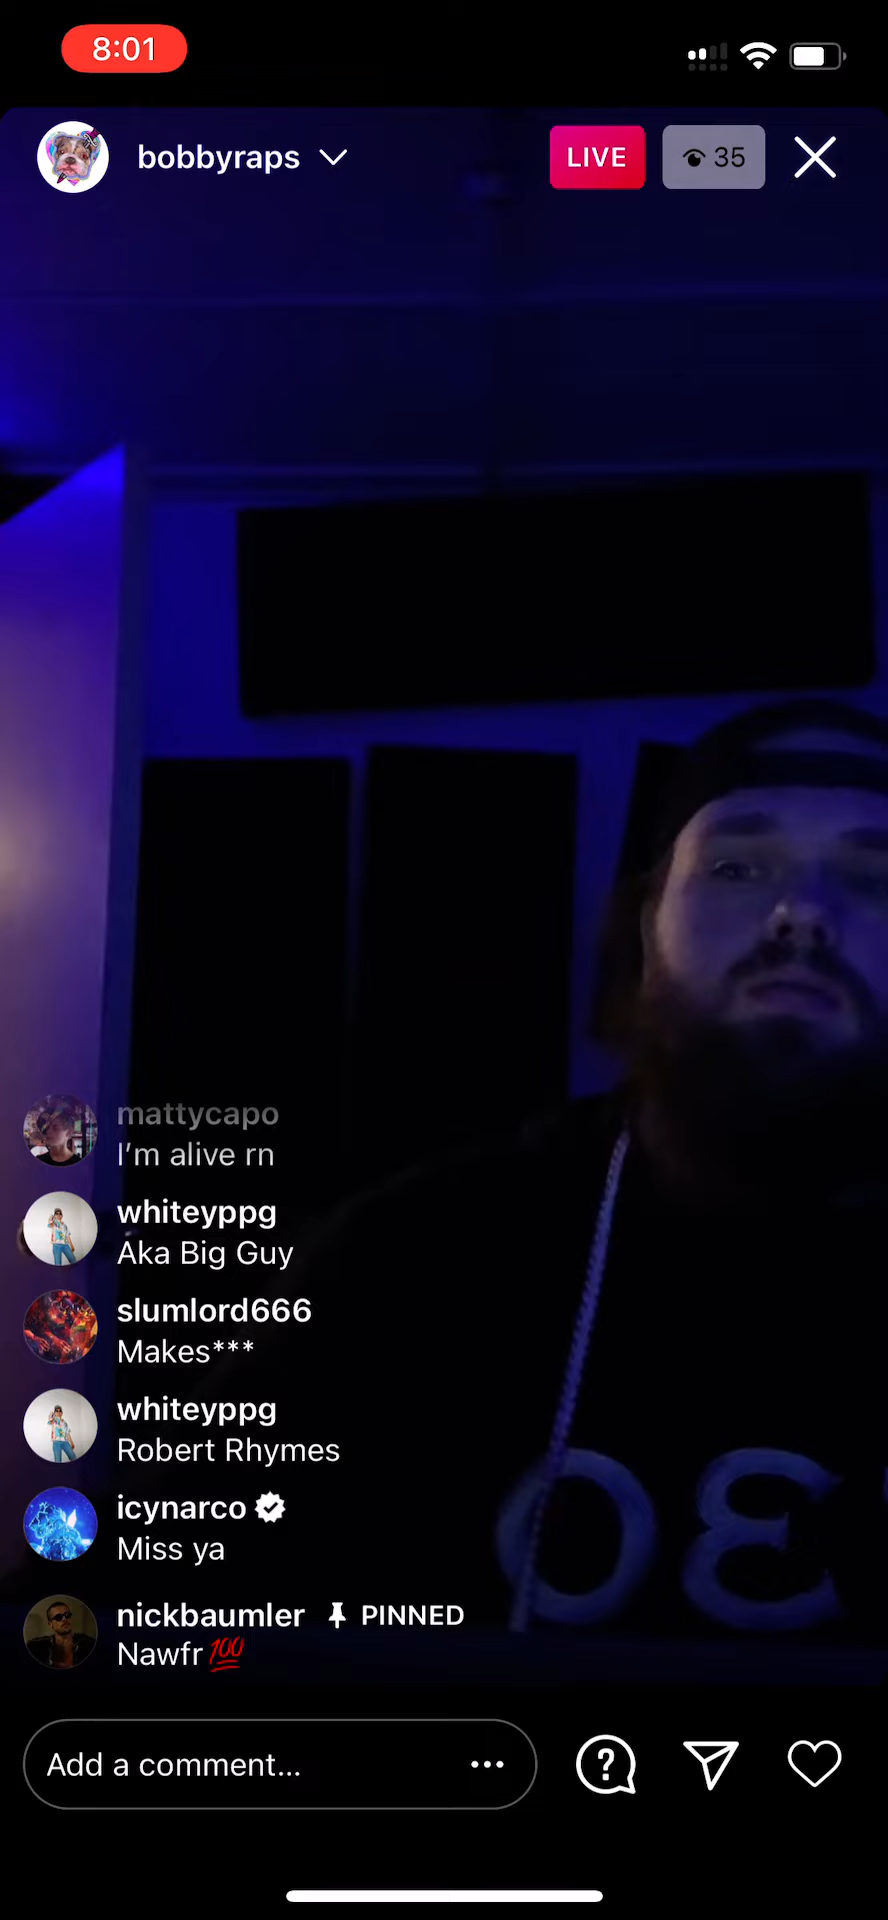 8:01
bobbyraps
LIVE
35
mattycapo
I'm alive rn
whiteyppg
Aka Big Guy
slumlord666
Makes***
whiteyppg
Robert Rhymes
icynarco
Miss ya
nickbaumler PINNED
Nawfr💯
Add a comment...